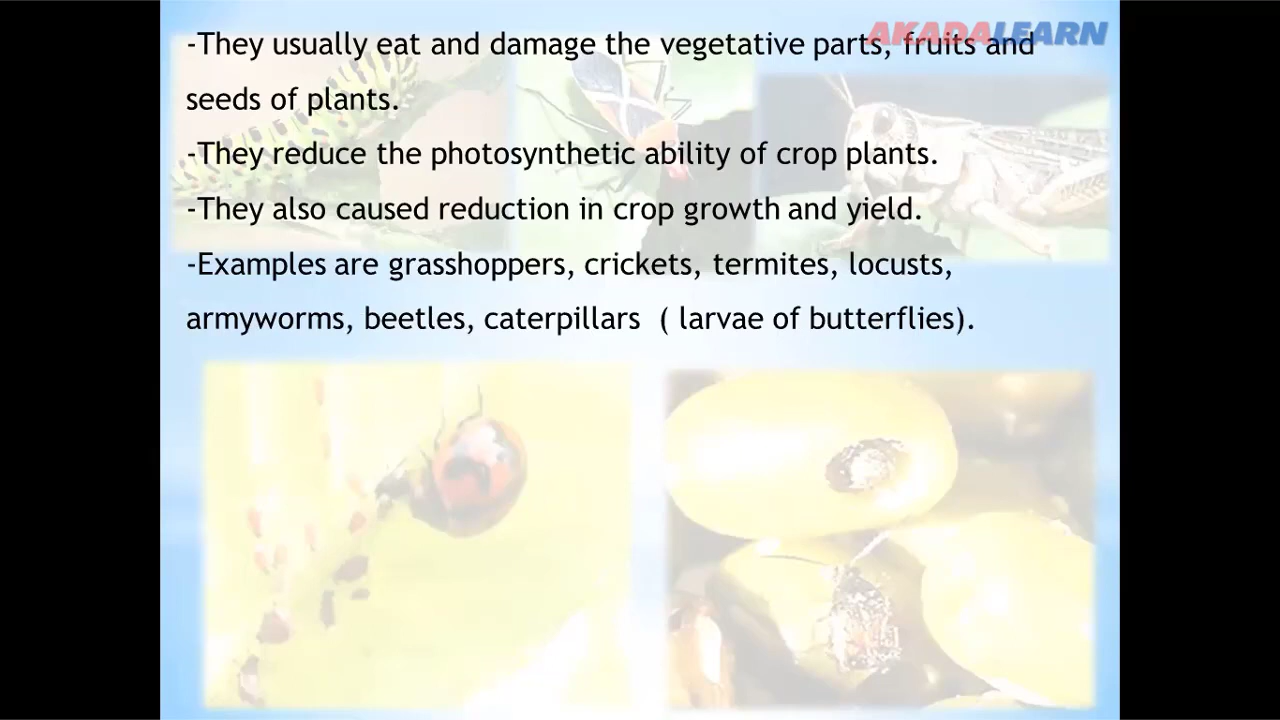 AKADALEARN
-They usually eat and damage the vegetative parts, fruits and
seeds of plants.
-They reduce the photosynthetic ability of crop plants.
-They also caused reduction in crop growth and yield.
-Examples are grasshoppers, crickets, termites, locusts,
armyworms, beetles, caterpillars ( larvae of butterflies).